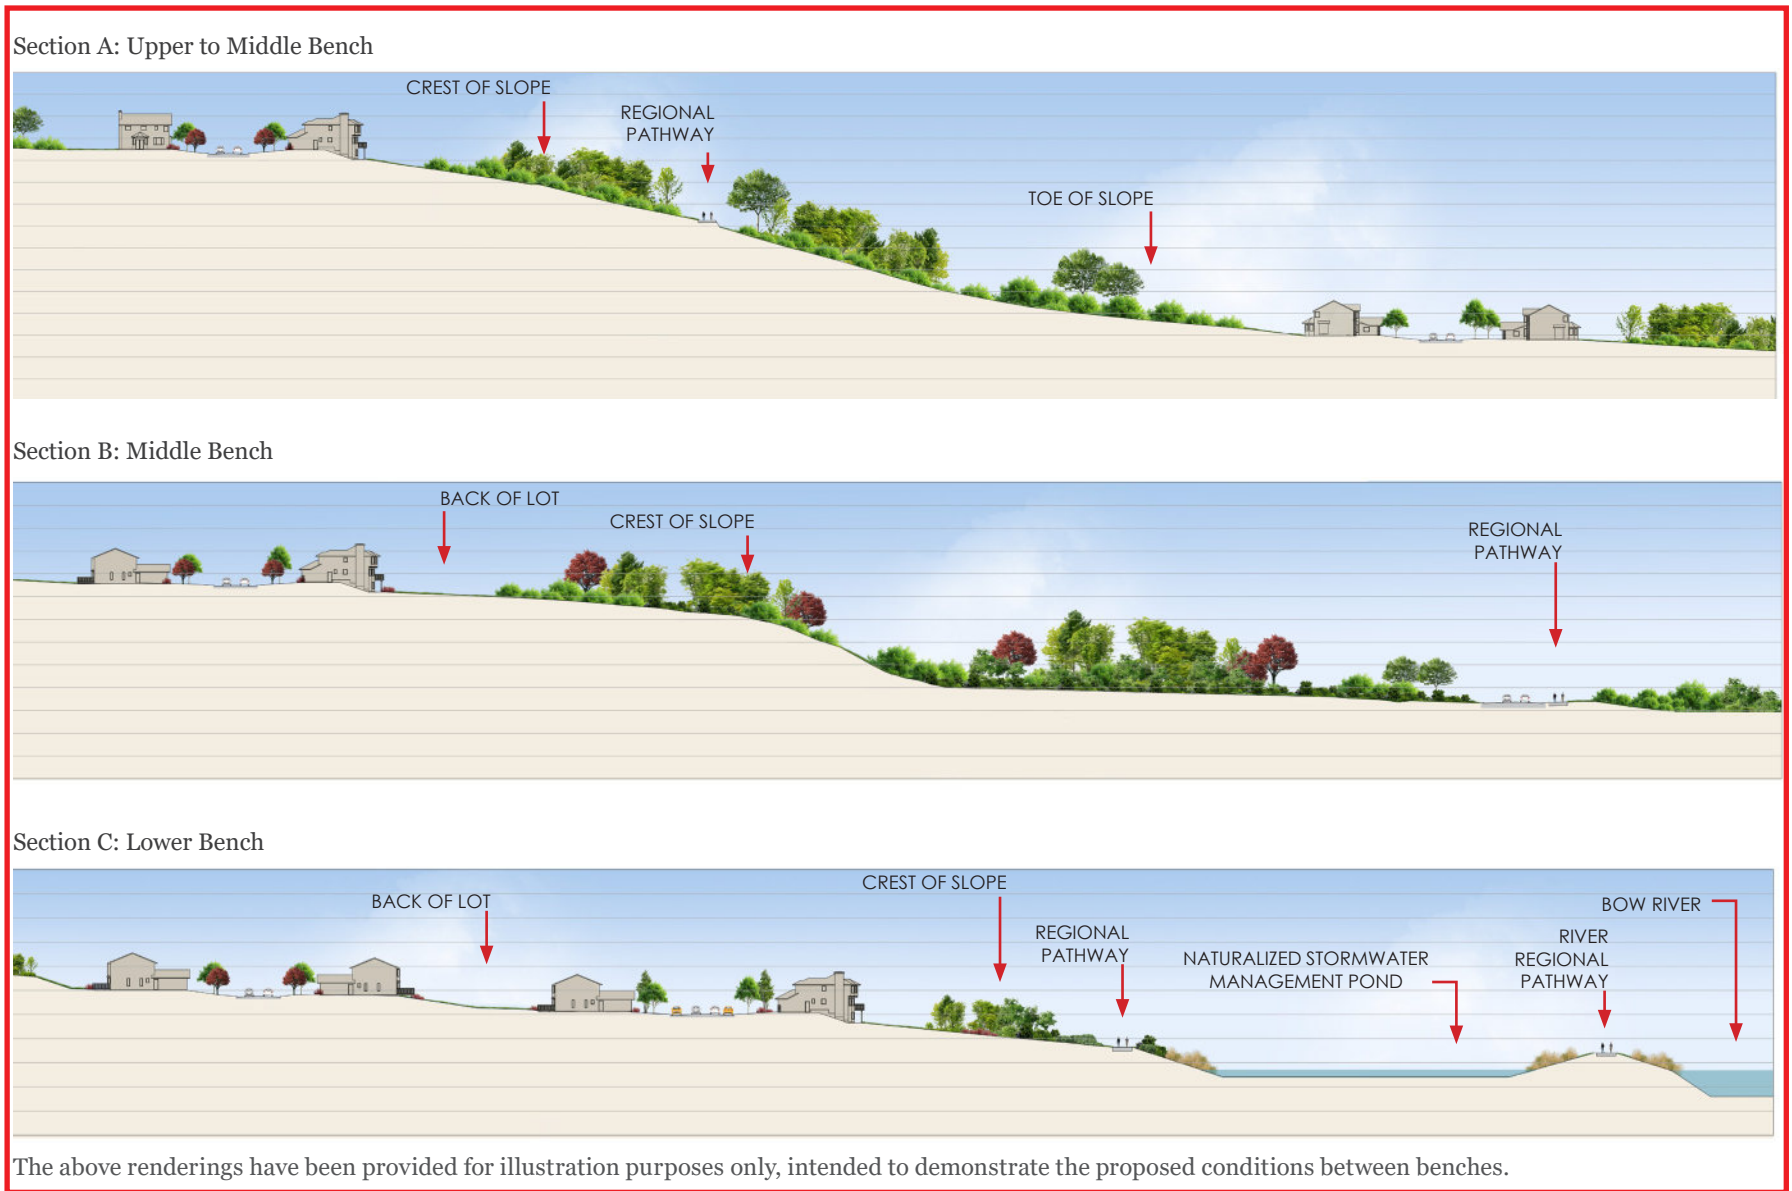 Section A: Upper to Middle Bench
CREST OF SLOPE
REGIONAL
PATHWAY
TOE OF SLOPE
Section B: Middle Bench
BACK OF LOT
CREST OF SLOPE
REGIONAL
PATHWAY
Section C: Lower Bench
BACK OF LOT
CREST OF SLOPE
REGIONAL
PATHWAY
NATURALIZED STORMWATER
MANAGEMENT POND
RIVER
REGIONAL
PATHWAY
BOW RIVER
The above renderings have been provided for illustration purposes only, intended to demonstrate the proposed conditions between benches.